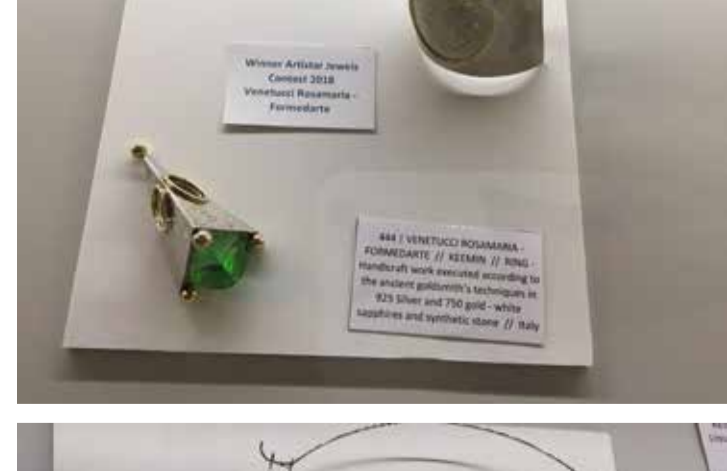 Winner Artistar Jewels
Contest 2018
Venetucci Rosamaria -
Formedarte
444 / VENETUCCI ROSAMARIA -
FORMEDARTE // KEEMIN // RING -
Handicraft work executed according to
the ancient goldsmith's techniques in
925 Silver and 750 gold - white
sapphires and synthetic stone // Italy